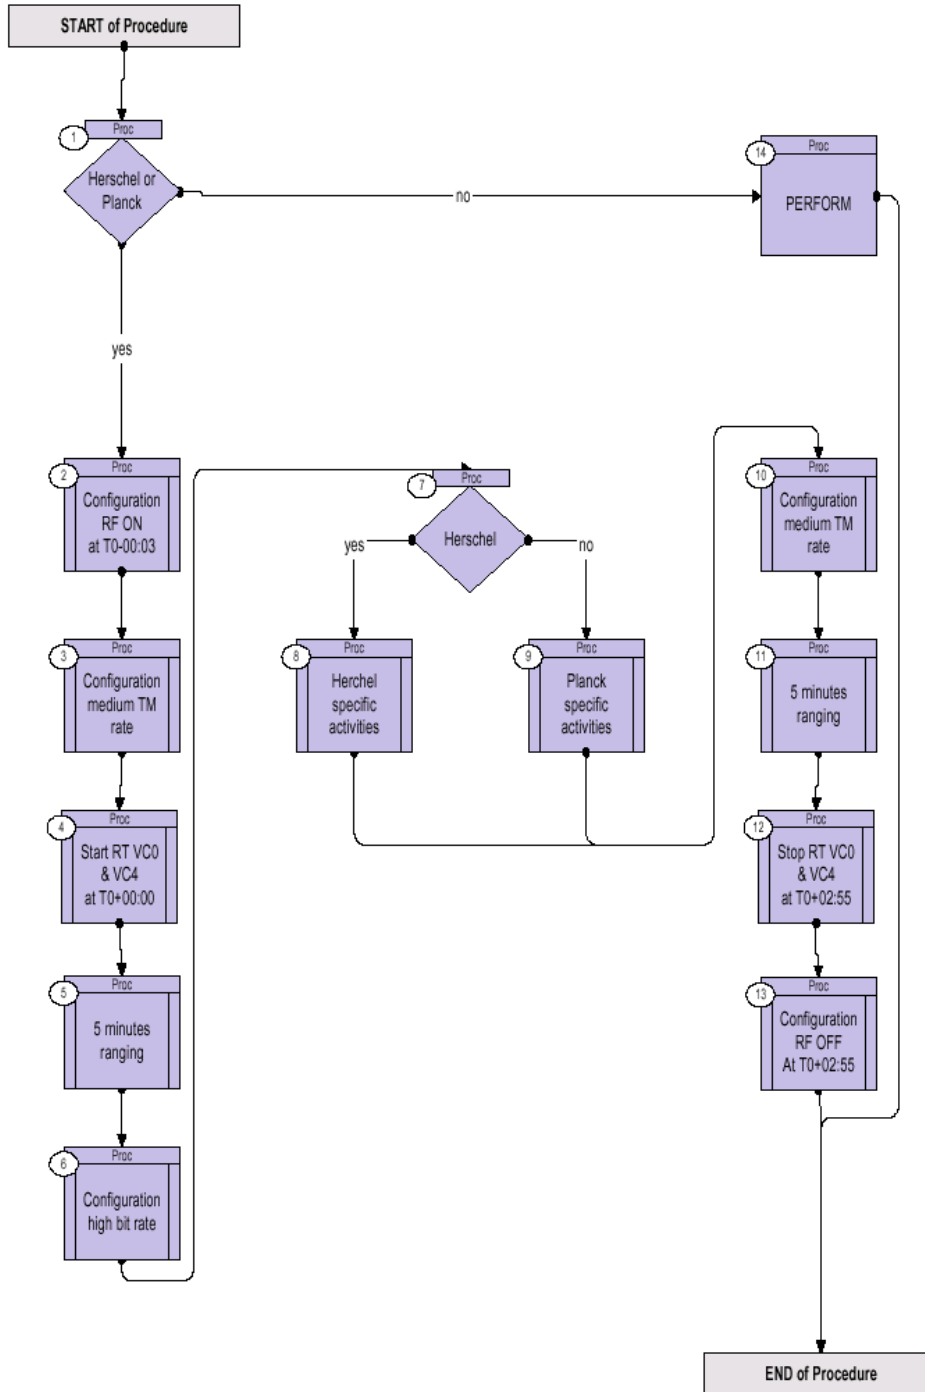 START of Procedure
Proc
1
Herschel or
Planck
no
14
Proc
PERFORM
yes
Proc
2
Configuration
RF ON
at T0-00:03
Proc
3
Configuration
medium TM
rate
Proc
4
Start RT VC0
& VC4
at T0+00:00
Proc
5
5 minutes
ranging
Proc
6
Configuration
high bit rate
Proc
7
Herschel
yes
no
Proc
8
Herchel
specific
activities
Proc
9
Planck
specific
activities
Proc
10
Configuration
medium TM
rate
Proc
11
5 minutes
ranging
Proc
12
Stop RT VC0
& VC4
at T0+02:55
Proc
13
Configuration
RF OFF
At T0+02:55
END of Procedure